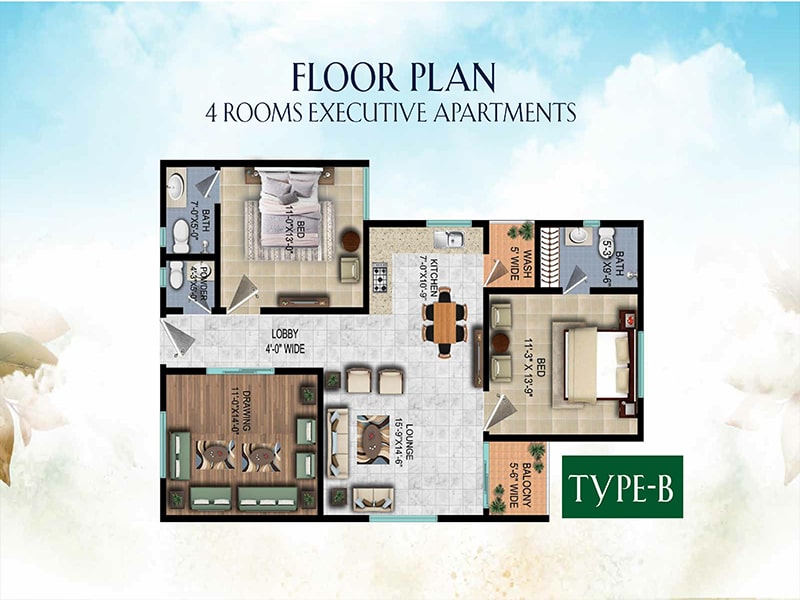 FLOOR PLAN
4 ROOMS EXECUTIVE APARTMENTS
BATH
7'-0"X5'-0"
BED
11'-0"X13'-0"
POWDER
4'-3"X5'-0"
KITCHEN
7'-0"X10'-9"
WASH
5' WIDE
BATH
5'-3"X9'-6"
LOBBY
4'-0" WIDE
BED
11'-3" X 13'-9"
DRAWING
11'-0"X14'-0"
LOUNGE
15'-9"X14'-6"
BALOCNY
5'-6" WIDE
TYPE-B